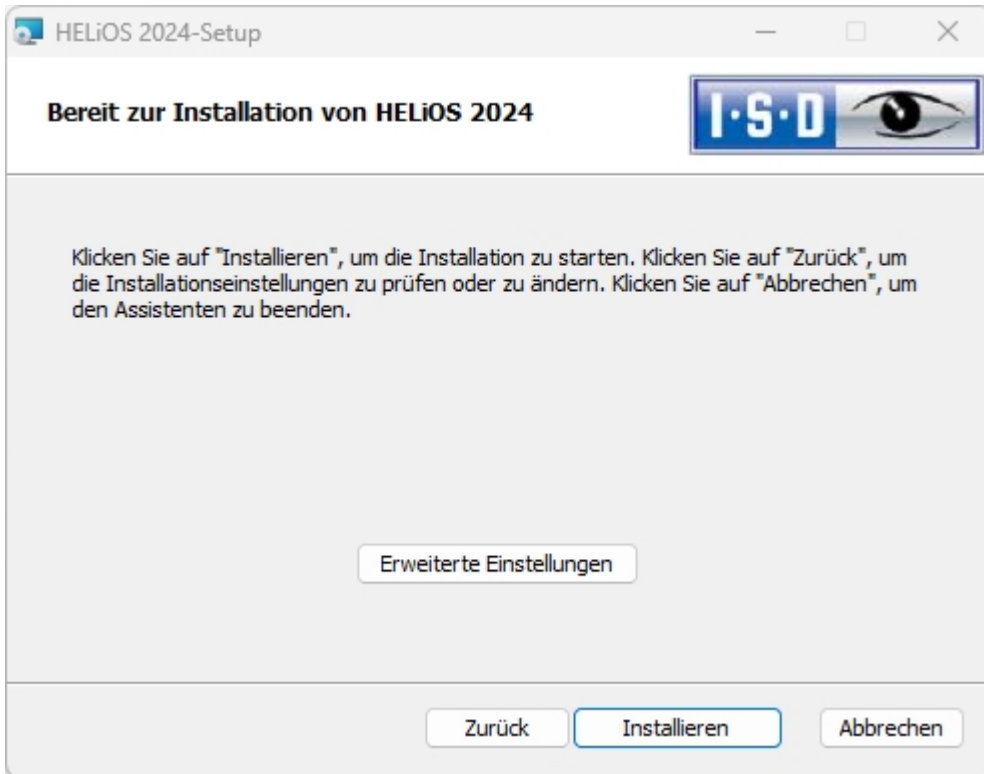 HELiOS 2024-Setup
Bereit zur Installation von HELiOS 2024
I·S·D
Klicken Sie auf "Installieren", um die Installation zu starten. Klicken Sie auf "Zurück", um
die Installationseinstellungen zu prüfen oder zu ändern. Klicken Sie auf "Abbrechen", um
den Assistenten zu beenden.
Erweiterte Einstellungen
Zurück
Installieren
Abbrechen